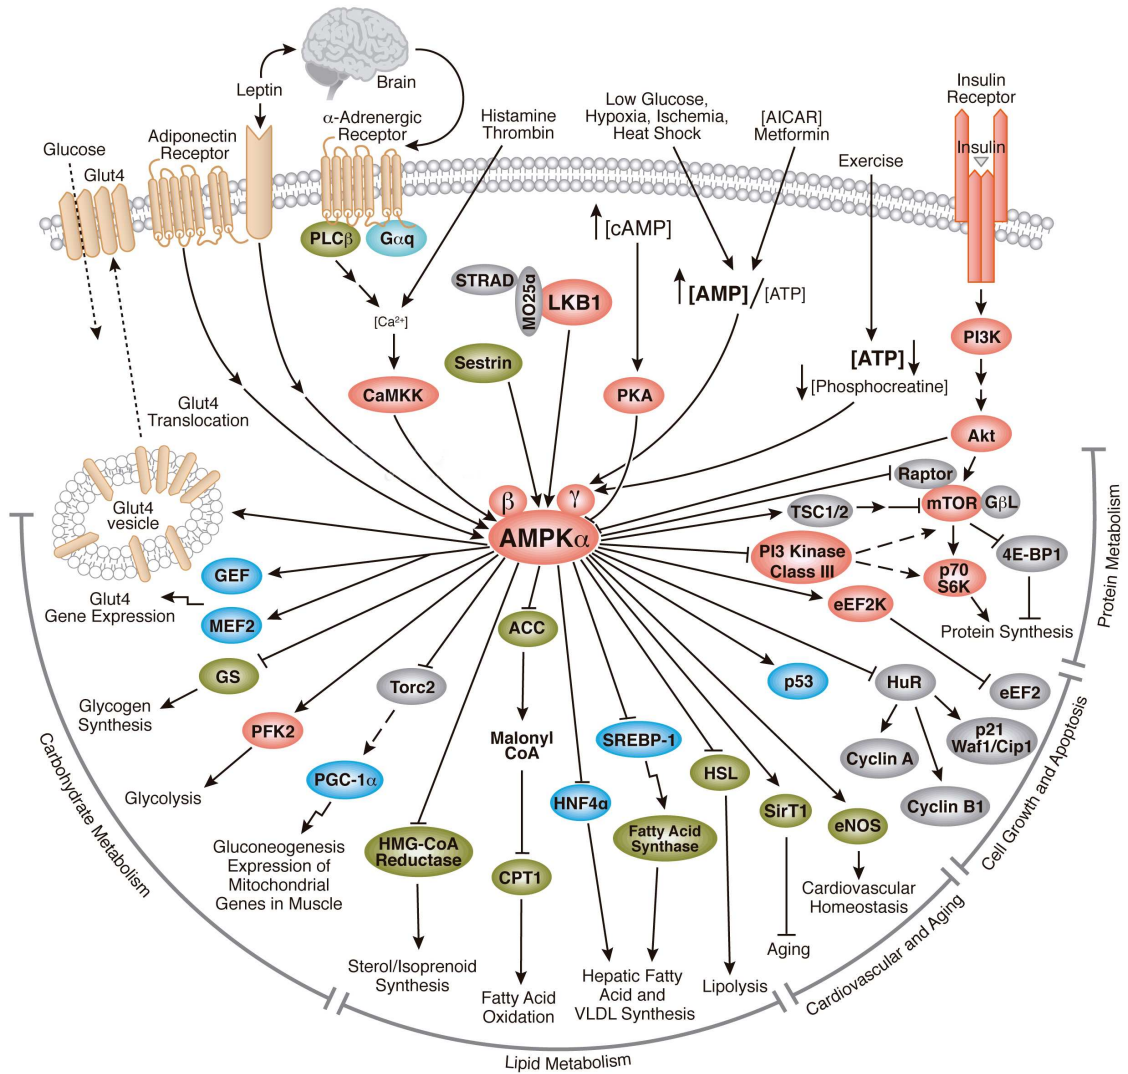 Brain
Leptin
α-Adrenergic
Receptor
Histamine
Thrombin
Low Glucose,
Hypoxia, Ischemia,
Heat Shock
[AICAR]
Metformin
Insulin
Receptor
Insulin
Exercise
Adiponectin
Receptor
Glucose
Glut4
PLCβ
Gαq
[cAMP]
STRAD
MO25α
LKB1
[AMP]
/[ATP]
[Ca2+]
PI3K
Sestrin
[ATP]
[Phosphocreatine]
CaMKK
PKA
Glut4
Translocation
Akt
Raptor
mTOR
GβL
TSC1/2
β
γ
AMPKα
Glut4
vesicle
PI3 Kinase
Class III
4E-BP1
p70
S6K
eEF2K
Protein Synthesis
GEF
Glut4
Gene Expression
MEF2
ACC
GS
Glycogen
Synthesis
Torc2
p53
HuR
eEF2
PFK2
Glycolysis
PGC-1α
Gluconeogenesis
Expression of
Mitochondrial
Genes in Muscle
Malonyl
CoA
SREBP-1
HSL
HNF4α
Fatty Acid
Synthase
SirT1
eNOS
Cyclin A
p21
Waf1/Cip1
Cyclin B1
HMG-CoA
Reductase
CPT1
Cardiovascular
Homeostasis
Aging
Sterol/Isoprenoid
Synthesis
Fatty Acid
Oxidation
Hepatic Fatty
Acid and
VLDL Synthesis
Lipolysis
Carbohydrate Metabolism
Lipid Metabolism
Cardiovascular and Aging
Cell Growth and Apoptosis
Protein Metabolism